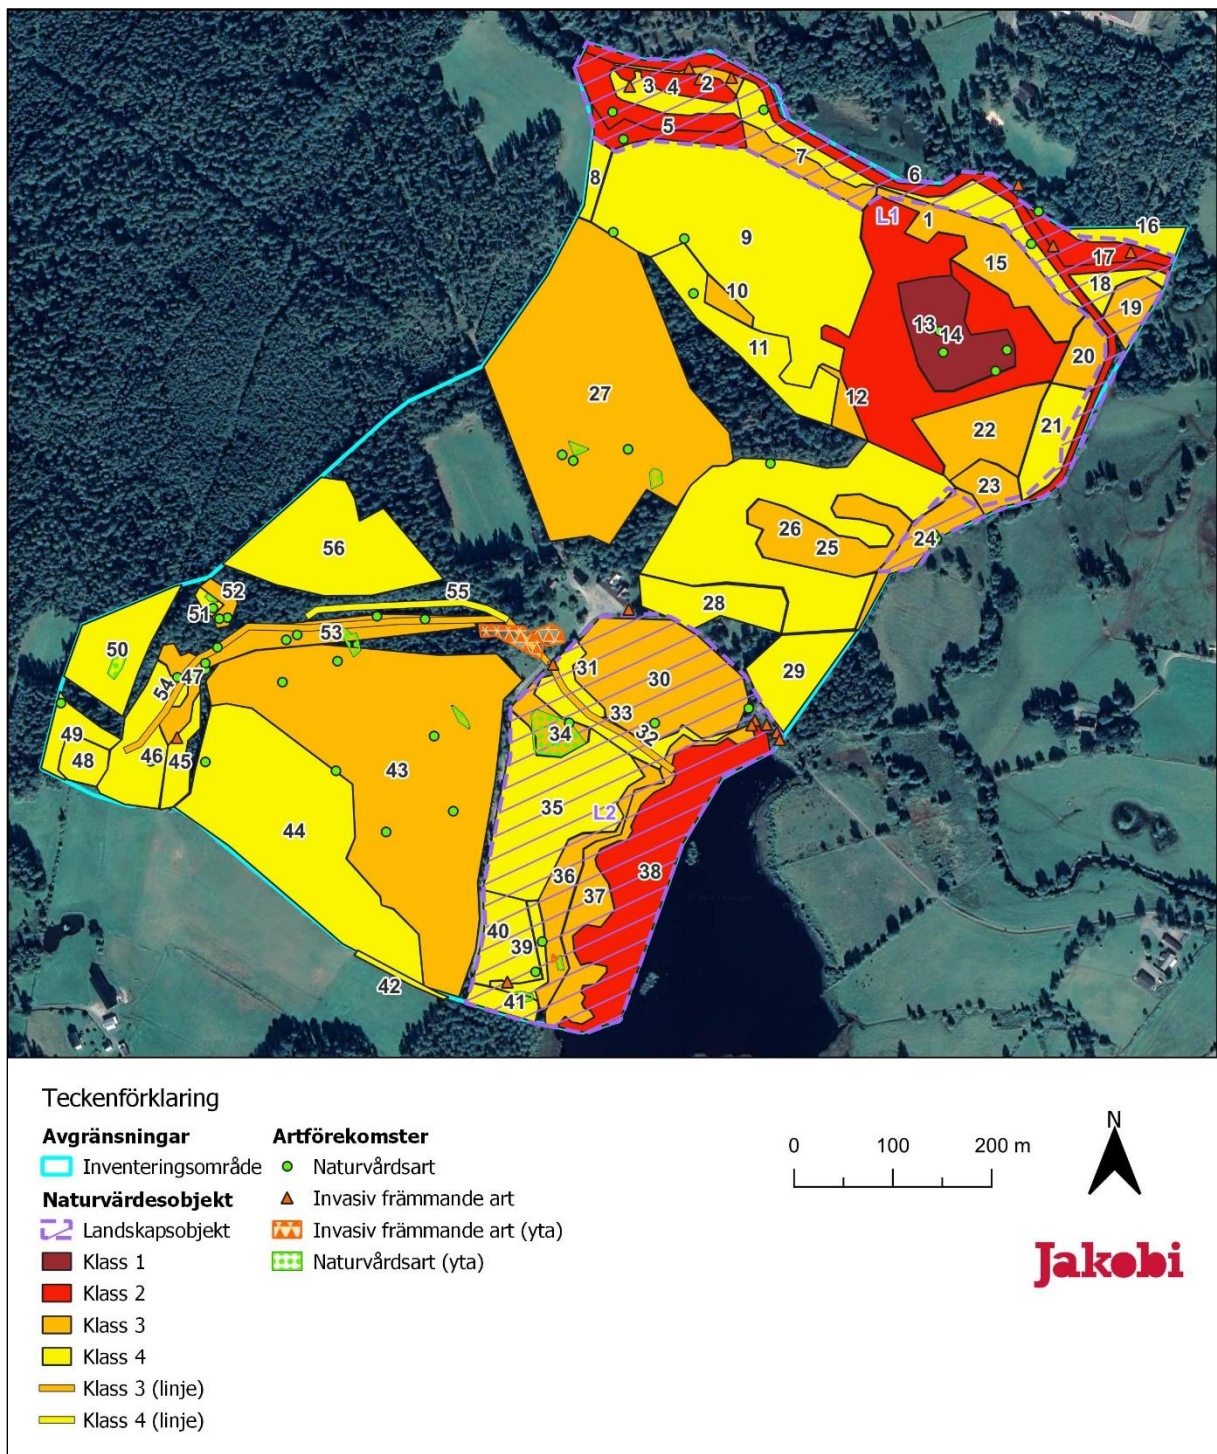 3
4
2
5
7
6
8
L1
1
16
9
15
17
18
10
19
13
14
20
11
12
27
22
21
23
26
25
24
56
52
51
55
28
53
50
31
29
47
30
54
33
34
32
49
48
46
45
43
35
L2
44
36
38
37
40
39
42
41
Teckenförklaring
Avgränsningar
Inventeringsområde
Naturvärdesobjekt
Landskapsobjekt
Klass 1
Klass 2
Klass 3
Klass 4
Klass 3 (linje)
Klass 4 (linje)
Artförekomster
Naturvårdsart
Invasiv främmande art
Invasiv främmande art (yta)
Naturvårdsart (yta)
0 100 200 m
N
Jakobi